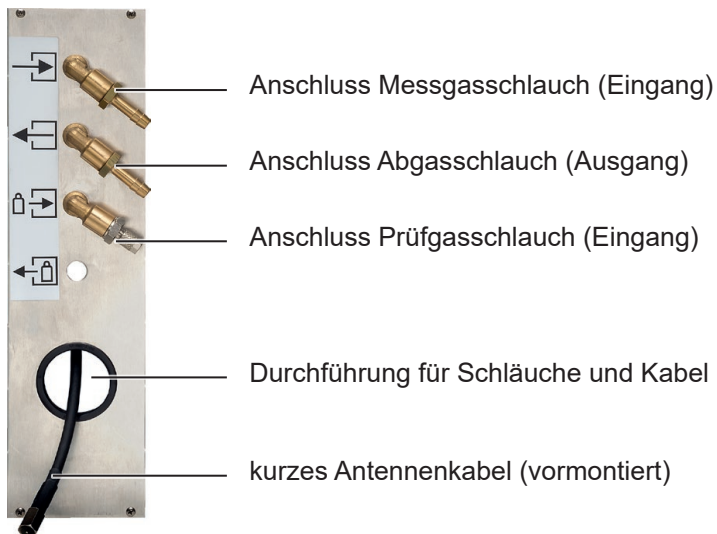 Anschluss Messgasschlauch (Eingang)
Anschluss Abgasschlauch (Ausgang)
Anschluss Prüfgasschlauch (Eingang)
Durchführung für Schläuche und Kabel
kurzes Antennenkabel (vormontiert)